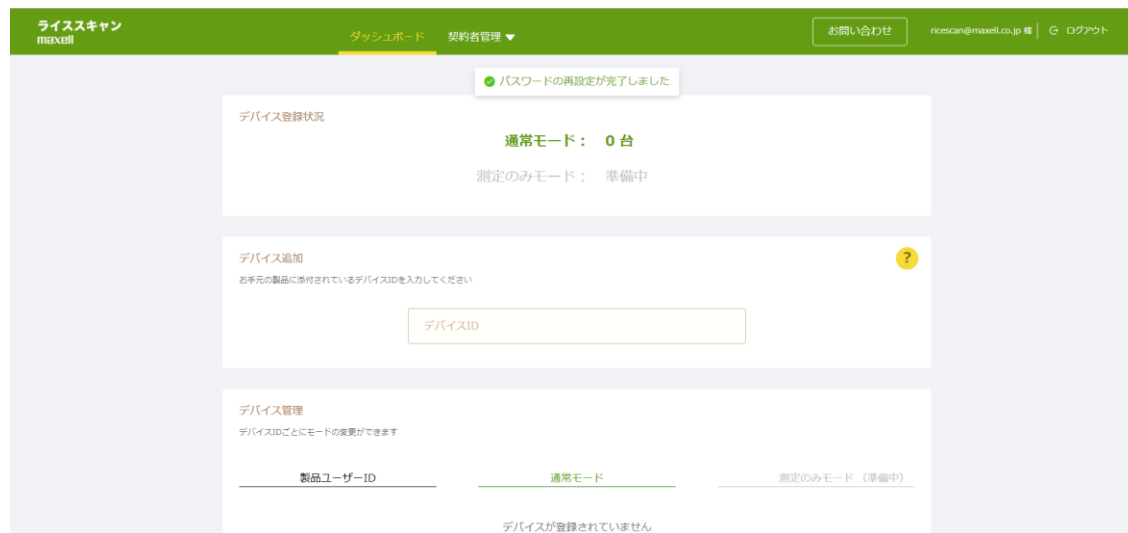 ライススキャン
maxell
ダッシュボード 契約者管理 ▼ お問い合わせ ricescan@maxell.co.jp 様 ログアウト
パスワードの再設定が完了しました
デバイス登録状況
通常モード： 0 台
測定のみモード： 準備中
デバイス追加 ?
お手元の製品に添付されているデバイスIDを入力してください
デバイスID
デバイス管理
デバイスIDごとにモードの変更ができます
製品ユーザーID 通常モード 測定のみモード （準備中）
デバイスが登録されていません